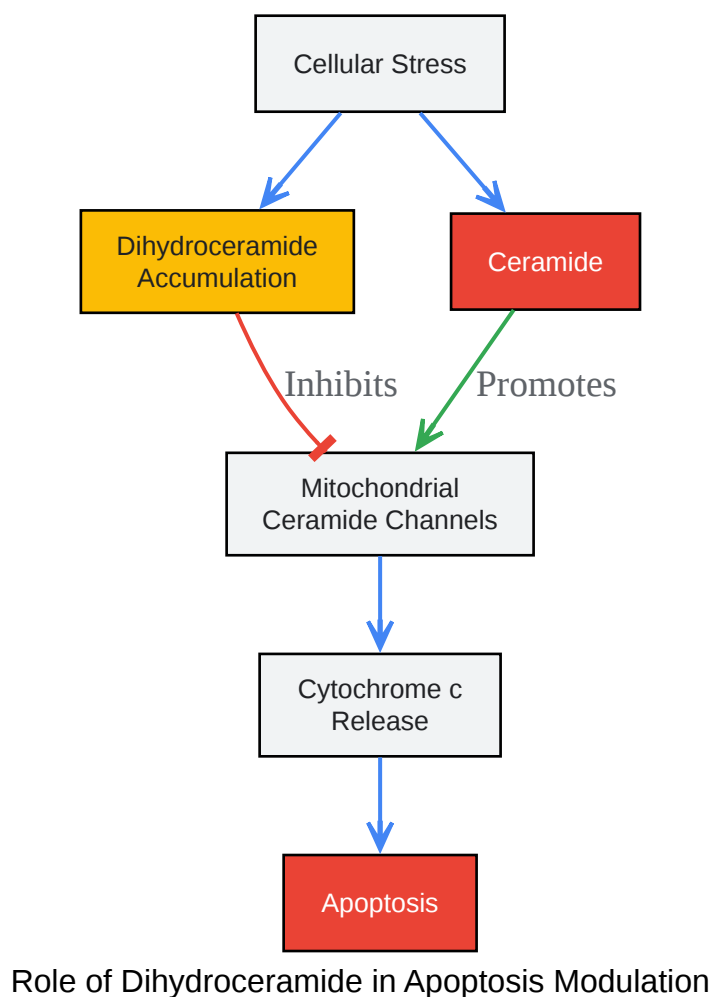 Cellular Stress
Dihydroceramide
Accumulation
Ceramide
Inhibits
Promotes
Mitochondrial
Ceramide Channels
Cytochrome c
Release
Apoptosis
Role of Dihydroceramide in Apoptosis Modulation